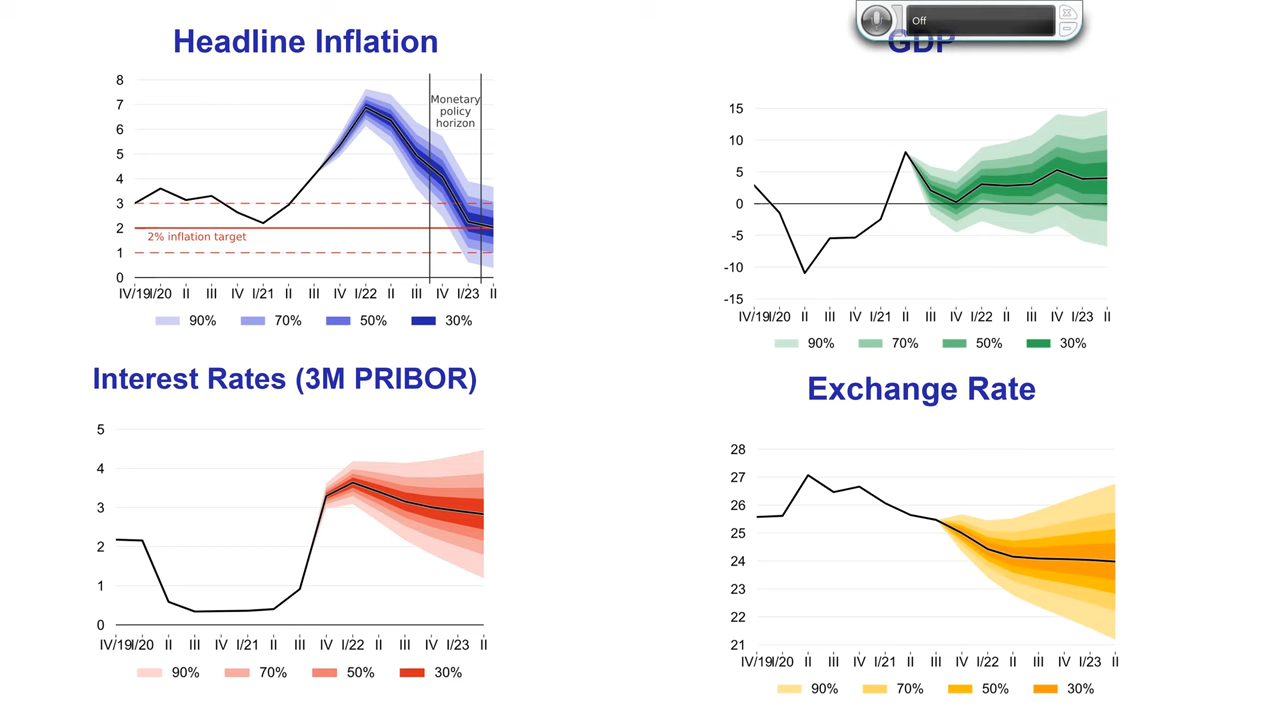 Headline Inflation
8
7
6
5
4
3
2
1
0
Monetary
policy
horizon
2% inflation target
IV/19 I/20 II III IV I/21 II III IV I/22 II III IV I/23 II
90% 70% 50% 30%
Off
GDP
15
10
5
0
-5
-10
-15
IV/19 I/20 II III IV I/21 II III IV I/22 II III IV I/23 II
90% 70% 50% 30%
Interest Rates (3M PRIBOR)
5
4
3
2
1
0
IV/19 I/20 II III IV I/21 II III IV I/22 II III IV I/23 II
90% 70% 50% 30%
Exchange Rate
28
27
26
25
24
23
22
21
IV/19 I/20 II III IV I/21 II III IV I/22 II III IV I/23 II
90% 70% 50% 30%